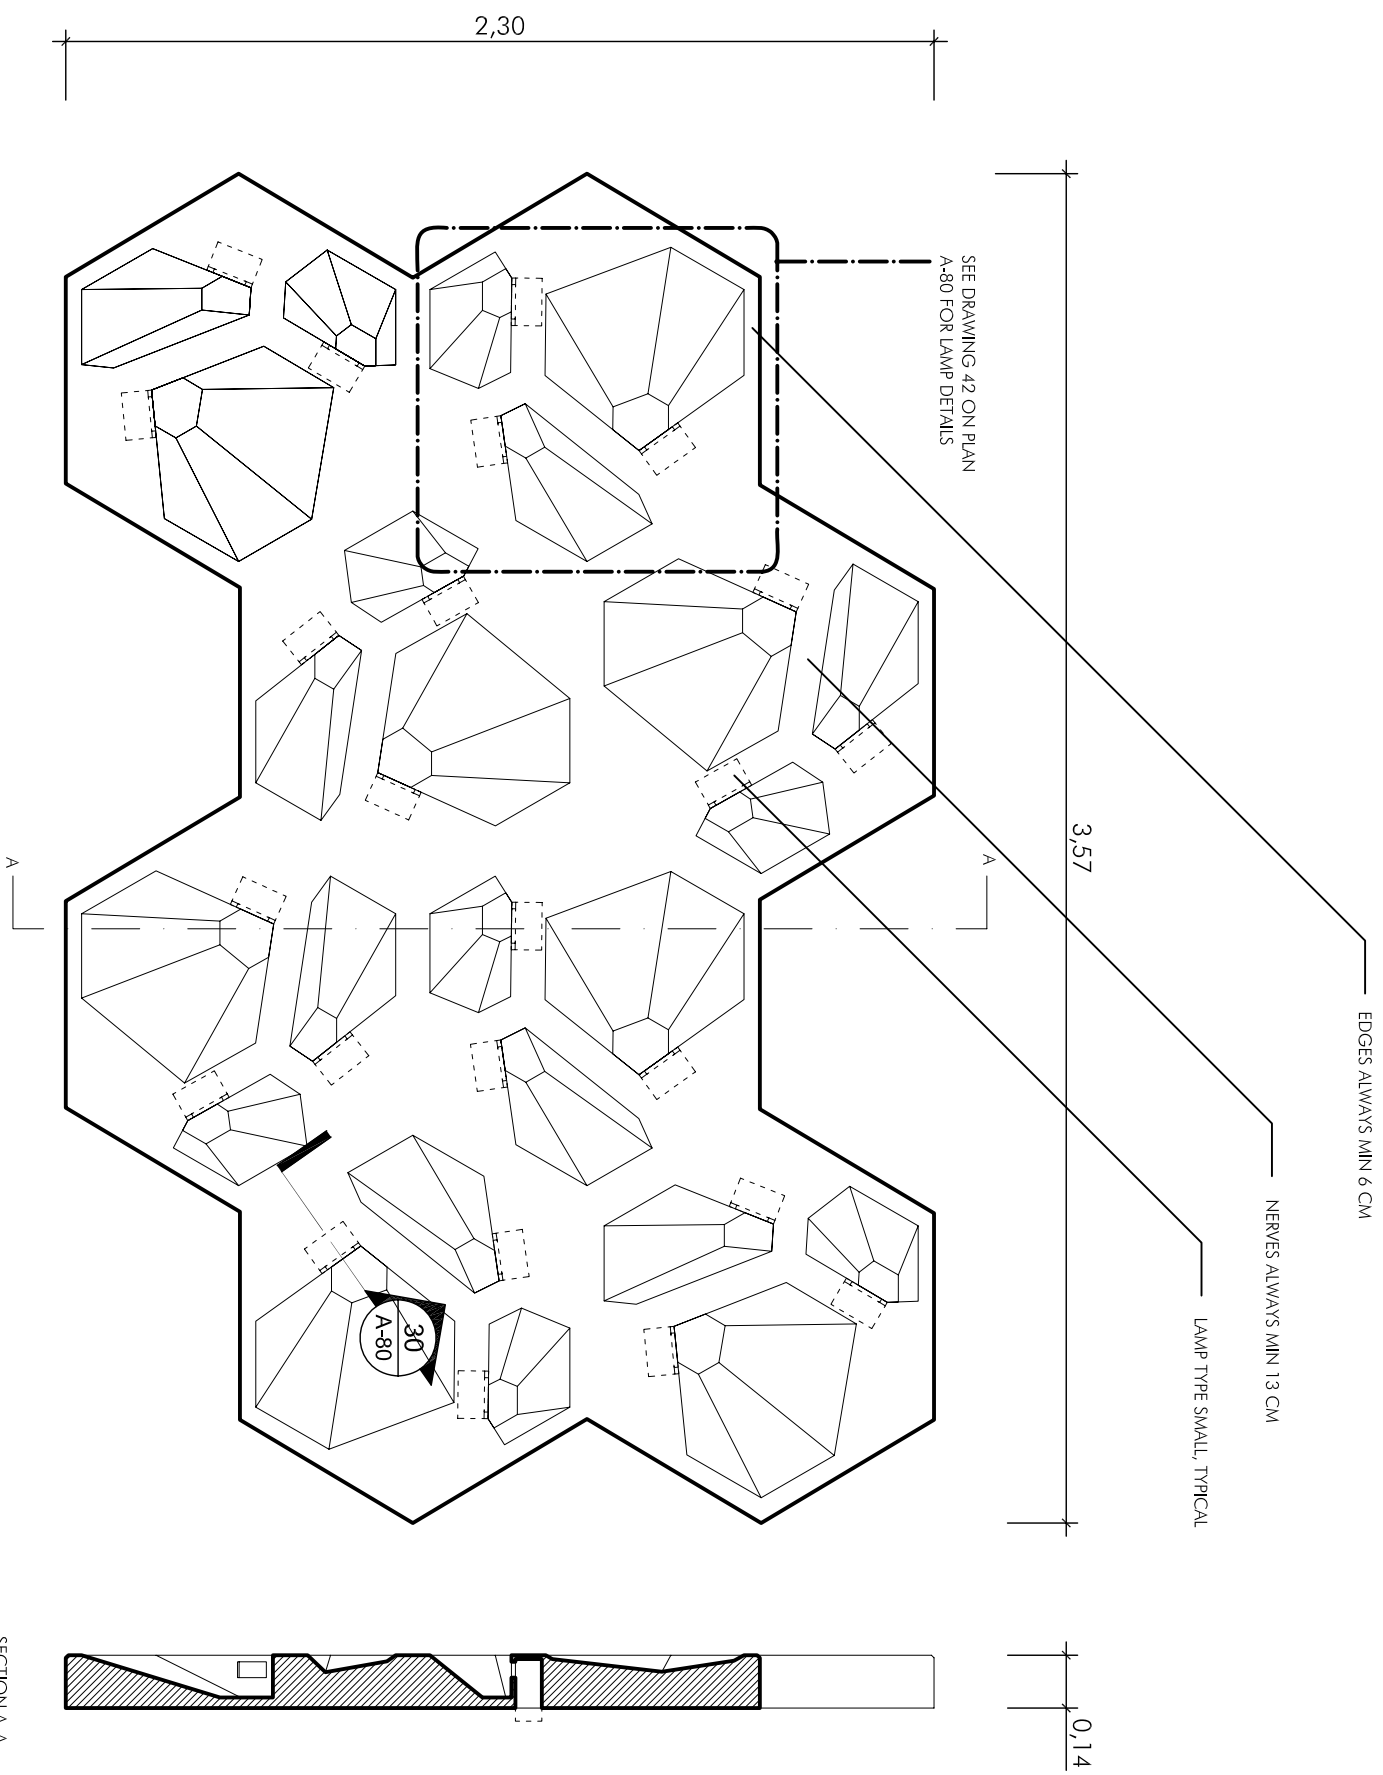 2,30
SEE DRAWING 42 ON PLAN
A-80 FOR LAMP DETAILS
3,57
A
A
EDGES ALWAYS MIN 6 CM
NERVES ALWAYS MIN 13 CM
LAMP TYPE SMALL, TYPICAL
30
A-80
0,14
SECTION A-A